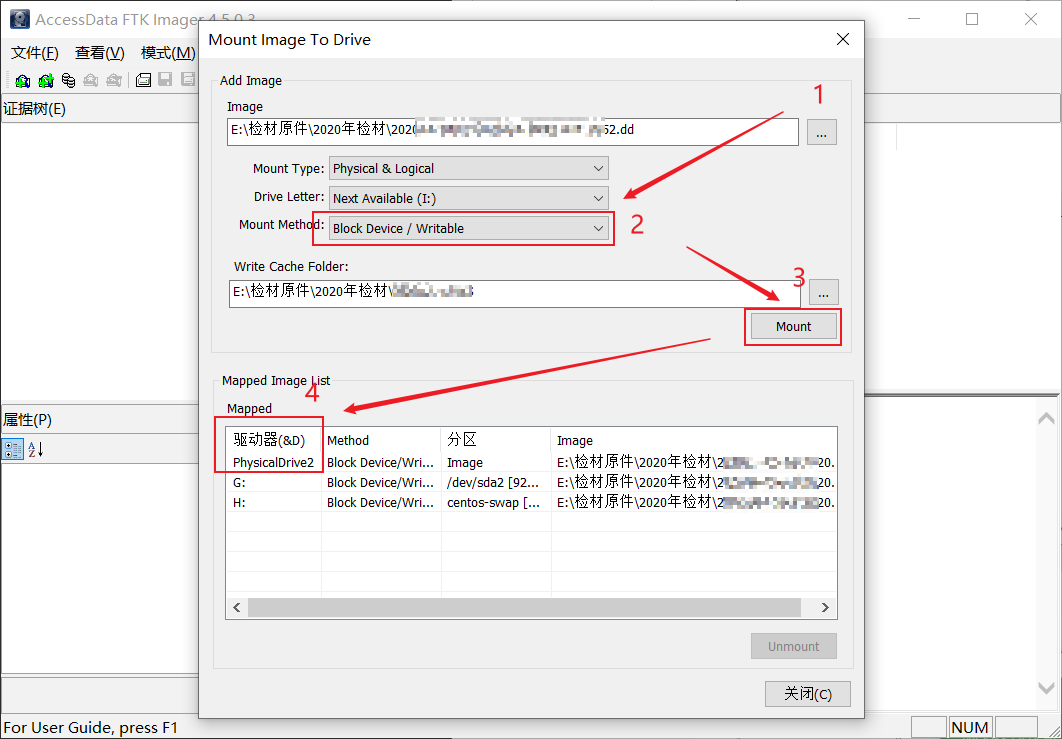 AccessData FTK Imager 4.5.0.3
文件(F) 查看(V) 模式(M)
证据树(E)
属性(P)
For User Guide, press F1
NUM
Mount Image To Drive
Add Image
Image
E:\检材原件\2020年检材\2020 52.dd
...
Mount Type: Physical & Logical
Drive Letter: Next Available (I:)
Mount Method: Block Device / Writable
Write Cache Folder:
E:\检材原件\2020年检材\
...
Mount
1
2
3
4
Mapped Image List
Mapped
驱动器(&D) Method 分区 Image
PhysicalDrive2 Block Device/Wri... Image E:\检材原件\2020年检材\2 20.
G: Block Device/Wri... /dev/sda2 [92... E:\检材原件\2020年检材\2 20.
H: Block Device/Wri... centos-swap [... E:\检材原件\2020年检材\2 20.
Unmount
关闭(C)